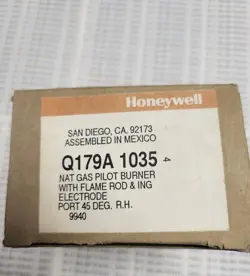 Honeywell
SAN DIEGO, CA. 92173
ASSEMBLED IN MEXICO
Q179A 1035 4
NAT GAS PILOT BURNER
WITH FLAME ROD & ING
ELECTRODE
PORT 45 DEG. R.H.
9940